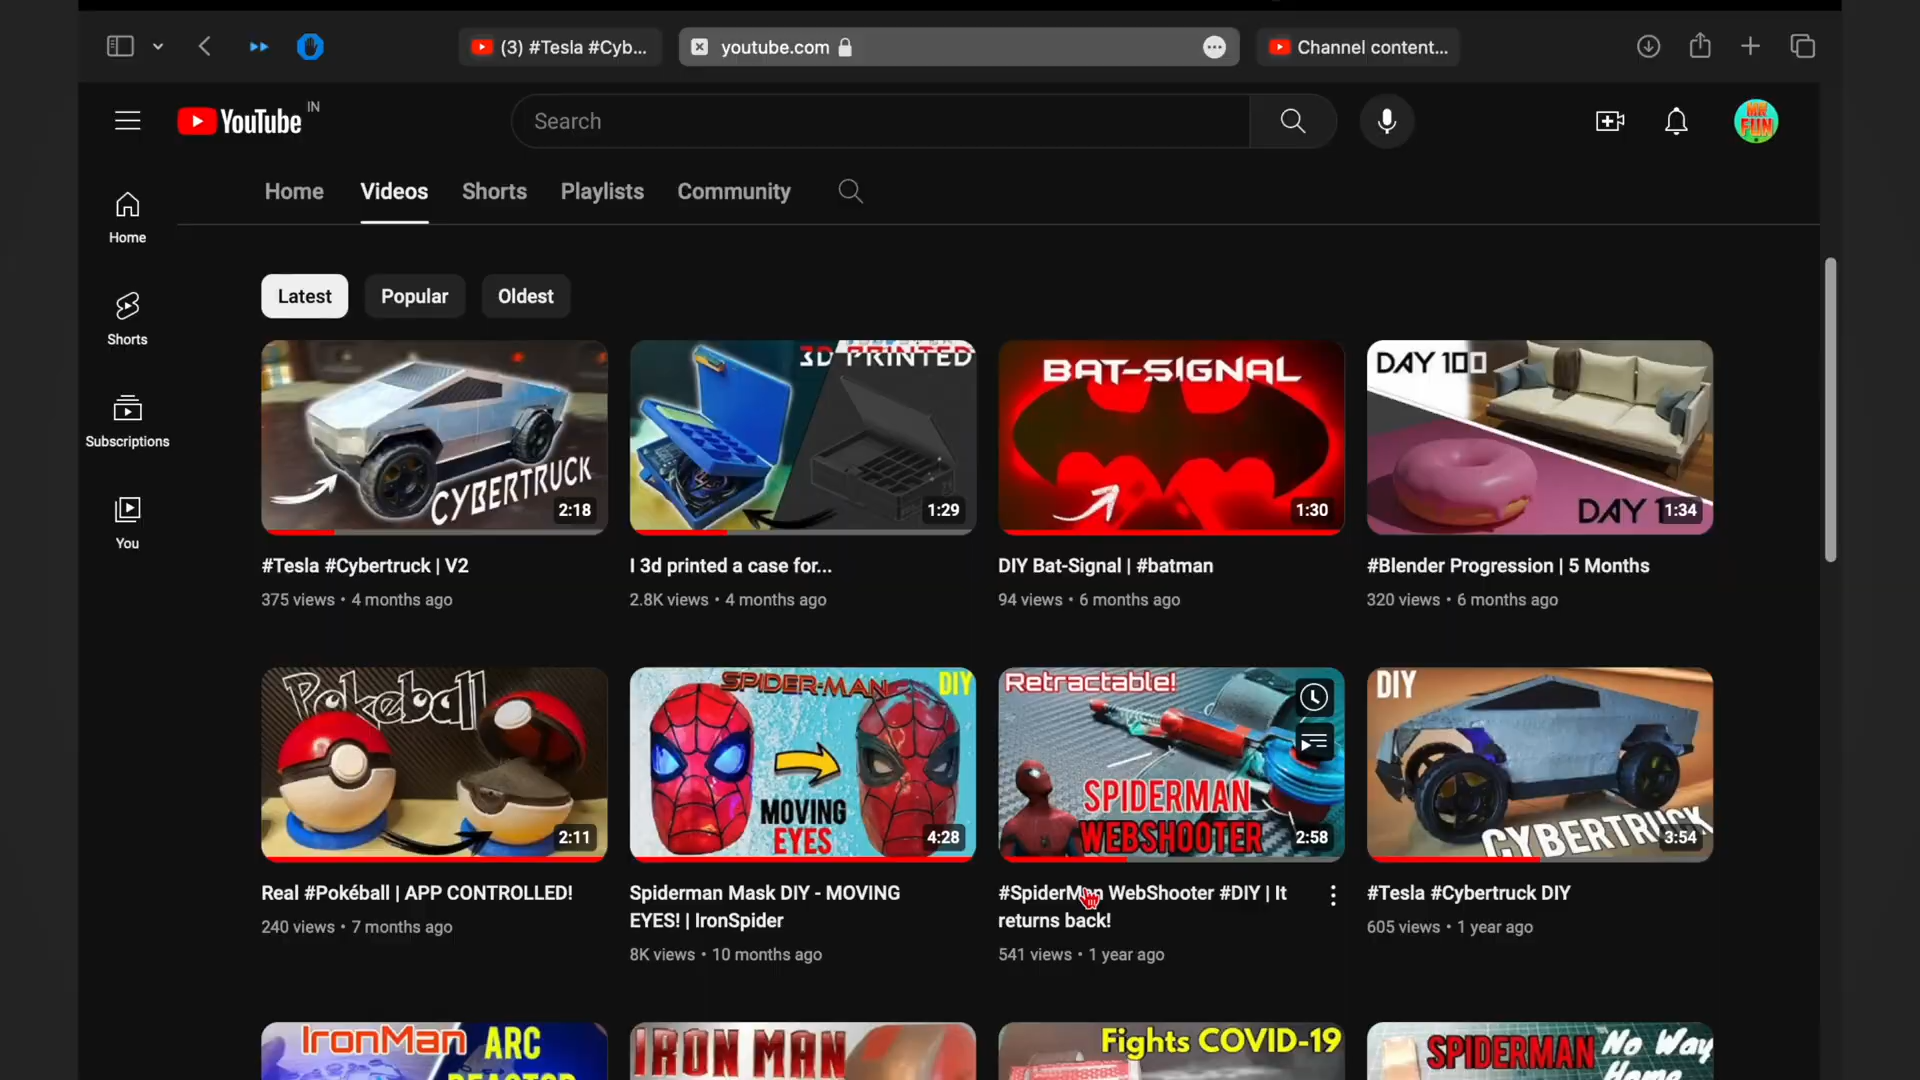 (3) #Tesla #Cyb...
youtube.com
Channel content...
YouTube IN
Search
MR FUN
Home
Videos
Shorts
Playlists
Community
Home
Shorts
Subscriptions
You
Latest
Popular
Oldest
CYBERTRUCK
2:18
3D PRINTED
1:29
BAT-SIGNAL
1:30
DAY 100
DAY 1
1:34
#Tesla #Cybertruck | V2
375 views • 4 months ago
I 3d printed a case for...
2.8K views • 4 months ago
DIY Bat-Signal | #batman
94 views • 6 months ago
#Blender Progression | 5 Months
320 views • 6 months ago
Pokeball
2:11
SPIDER-MAN DIY
MOVING
EYES
4:28
Retractable!
SPIDERMAN
WEBSHOOTER
2:58
DIY
CYBERTRUCK
3:54
Real #Pokéball | APP CONTROLLED!
240 views • 7 months ago
Spiderman Mask DIY - MOVING
EYES! | IronSpider
8K views • 10 months ago
#SpiderMan WebShooter #DIY | It
returns back!
541 views • 1 year ago
#Tesla #Cybertruck DIY
605 views • 1 year ago
IronMan ARC
REACTOR
IRON MAN
Fights COVID-19
SPIDERMAN No Way
Home